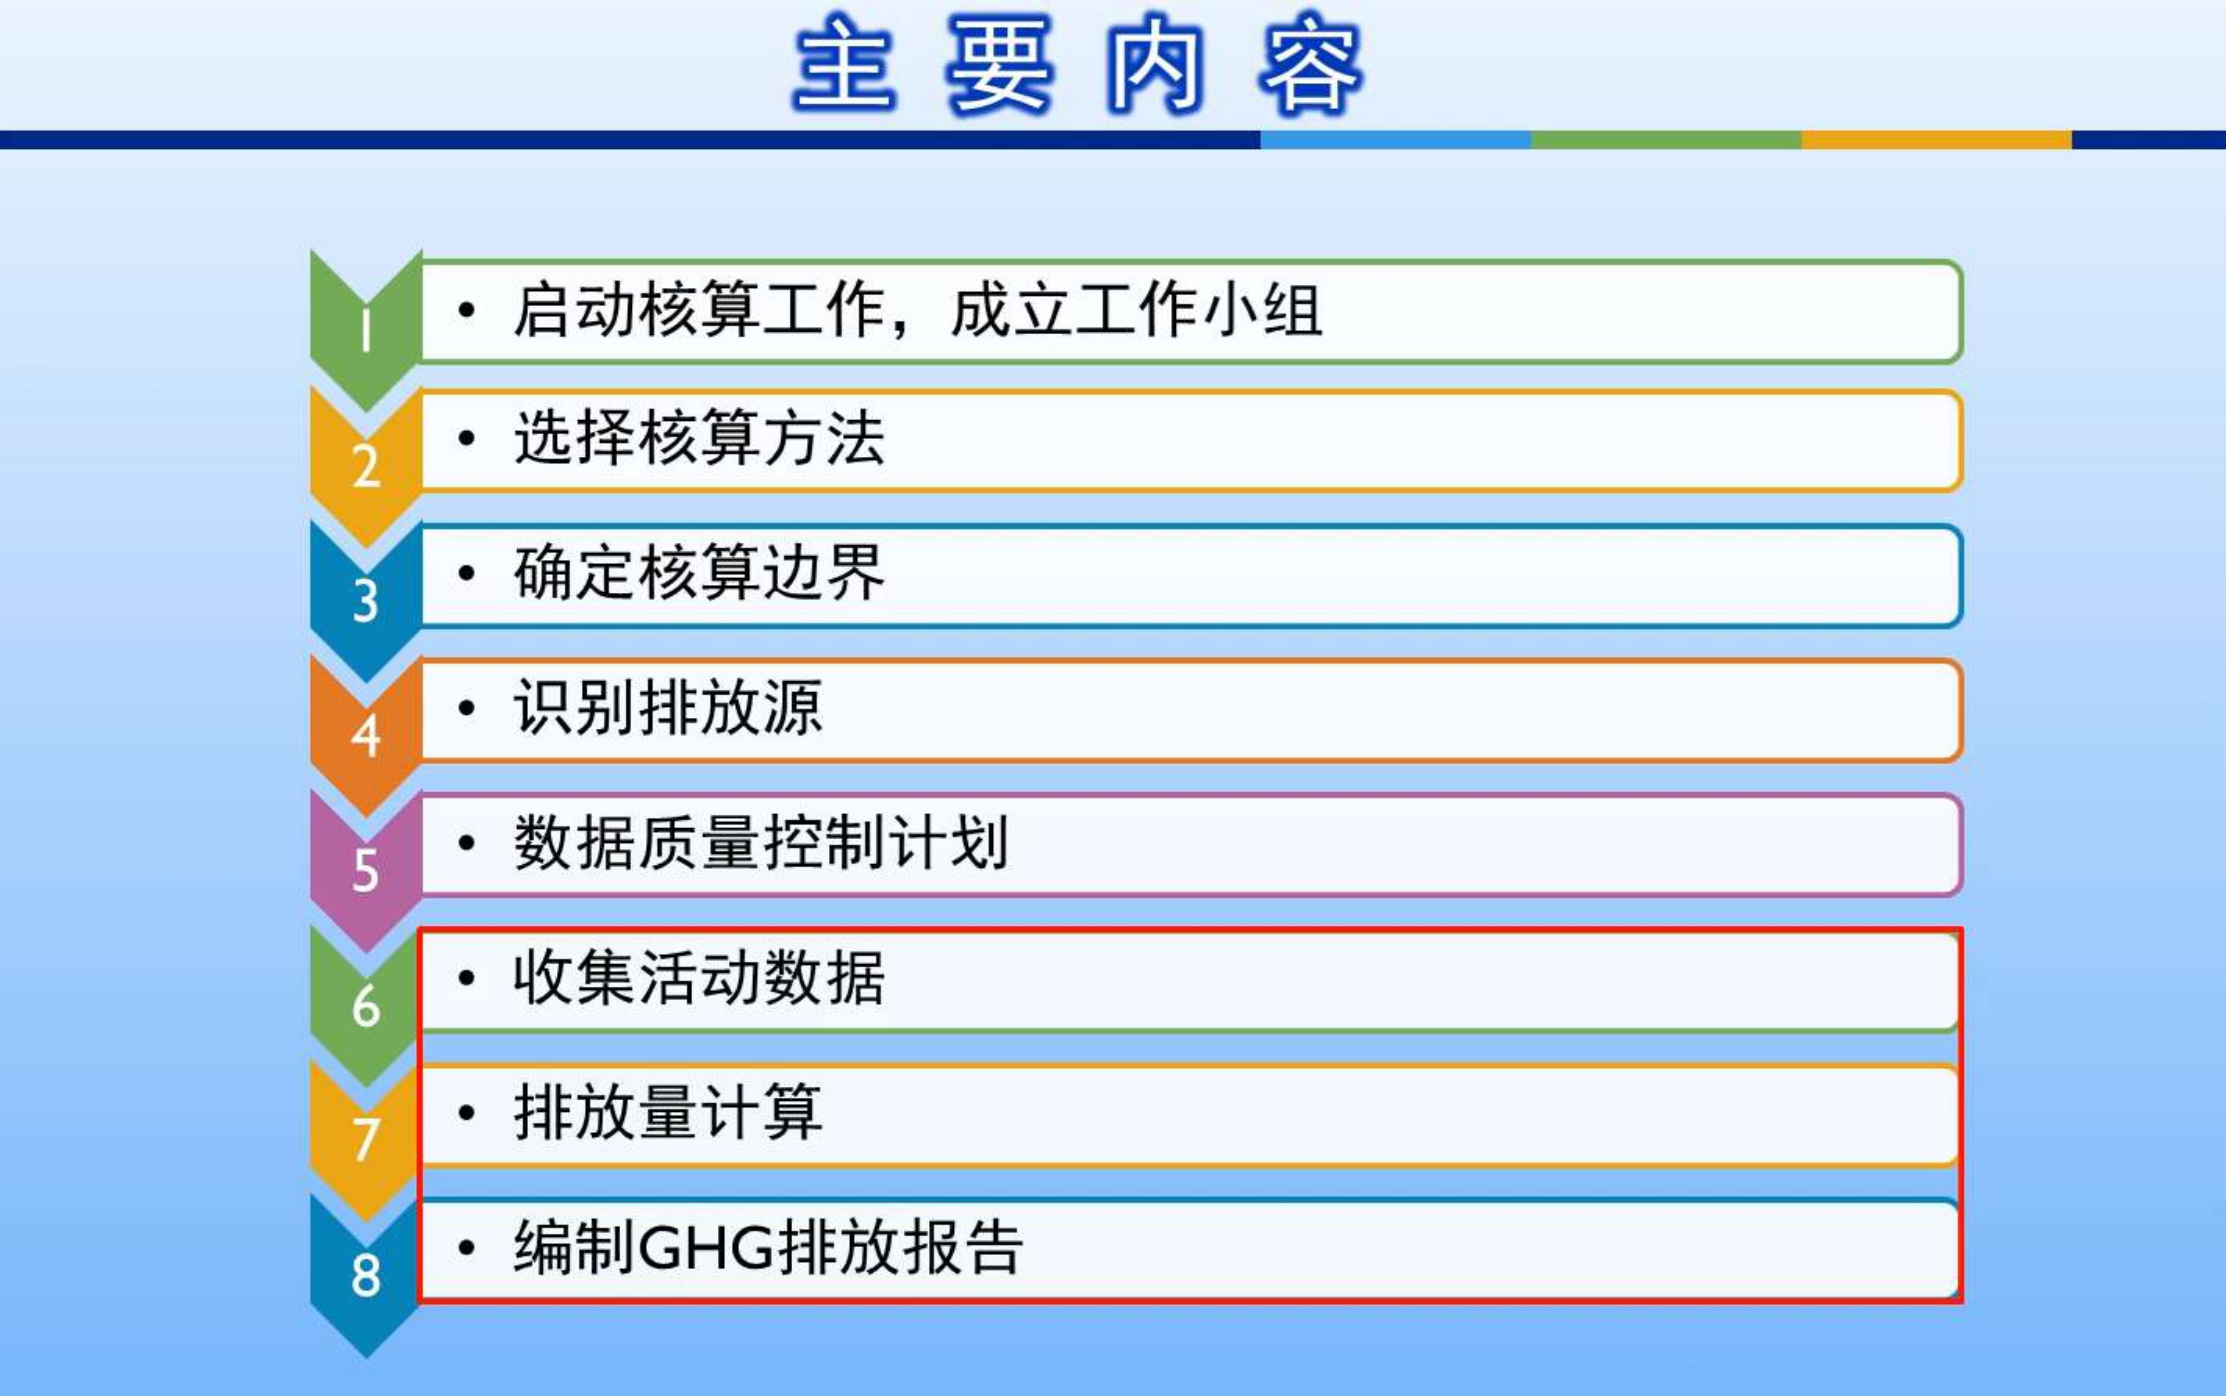 主要内容
1
• 启动核算工作，成立工作小组
2
• 选择核算方法
3
• 确定核算边界
4
• 识别排放源
5
• 数据质量控制计划
6
• 收集活动数据
7
• 排放量计算
8
• 编制GHG排放报告